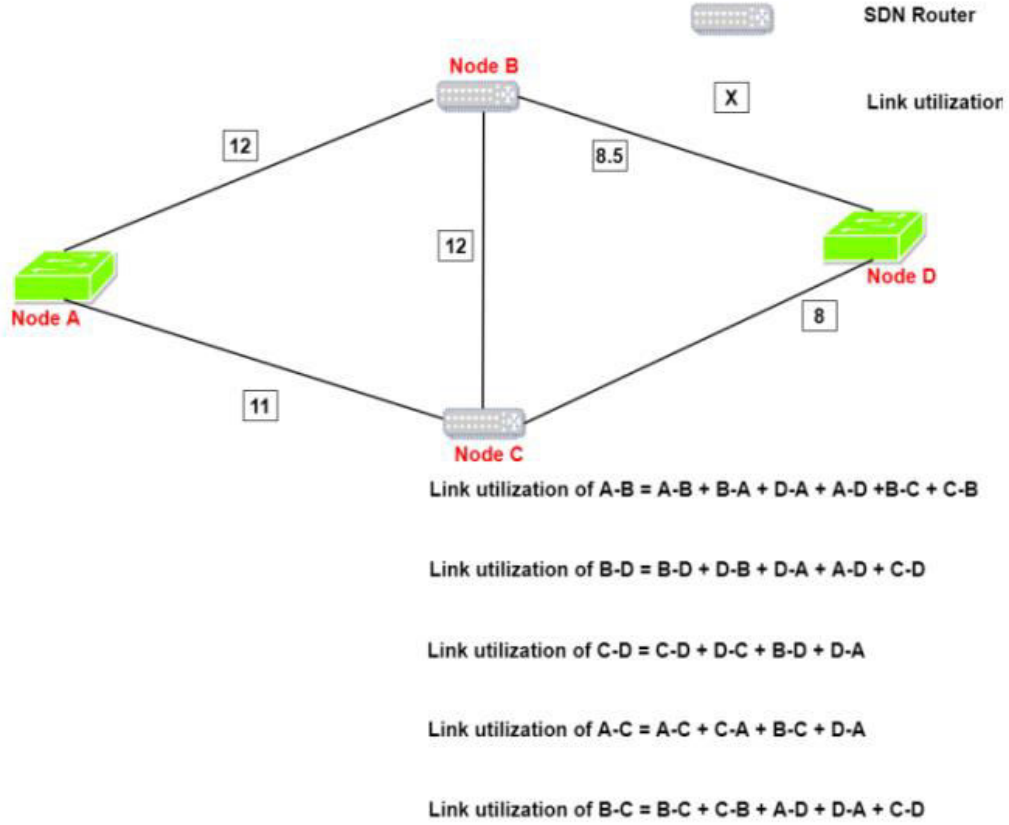 SDN Router
Node B
X
Link utilization
12
8.5
12
Node D
Node A
8
11
Node C
Link utilization of A-B = A-B + B-A + D-A + A-D +B-C + C-B
Link utilization of B-D = B-D + D-B + D-A + A-D + C-D
Link utilization of C-D = C-D + D-C + B-D + D-A
Link utilization of A-C = A-C + C-A + B-C + D-A
Link utilization of B-C = B-C + C-B + A-D + D-A + C-D